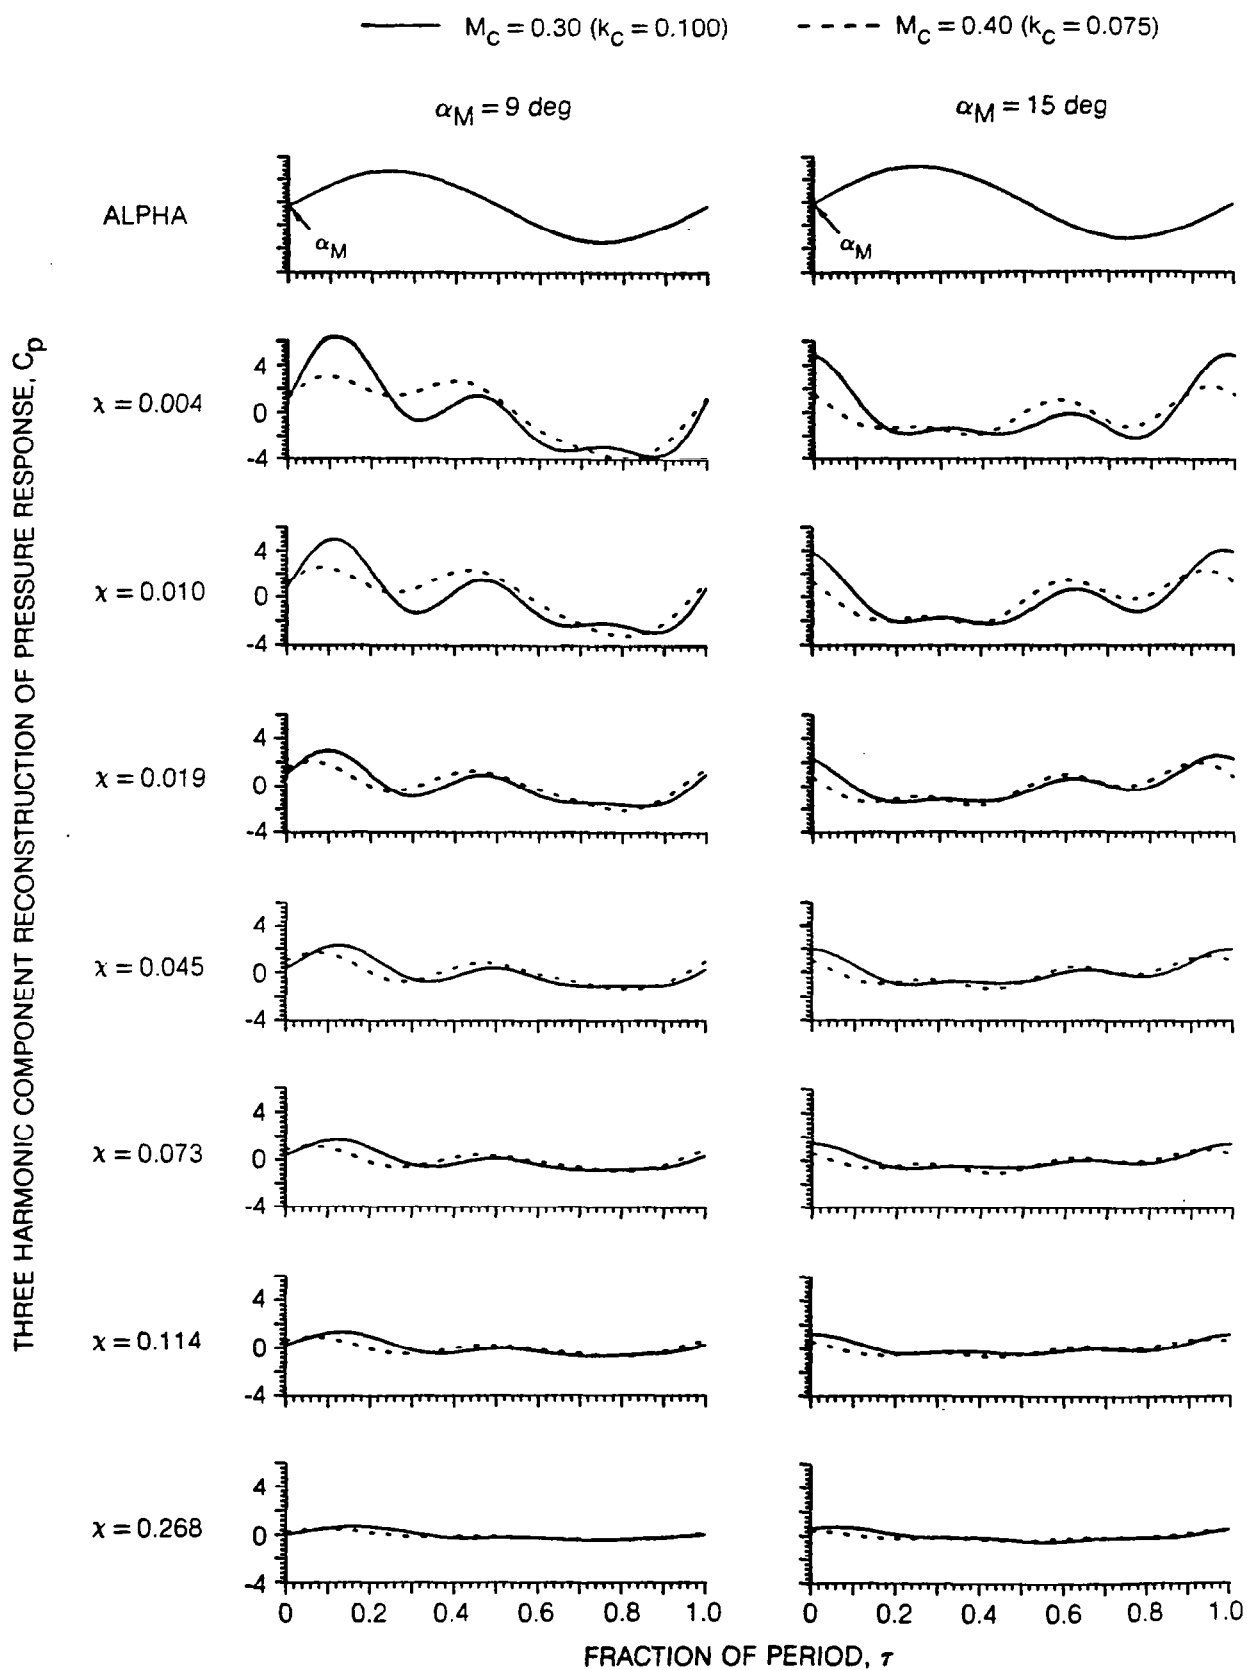 M_C = 0.30 (k_C = 0.100)
M_C = 0.40 (k_C = 0.075)
α_M = 9 deg
α_M = 15 deg
THREE HARMONIC COMPONENT RECONSTRUCTION OF PRESSURE RESPONSE, C_p
ALPHA
α_M
α_M
χ = 0.004
4
0
-4
χ = 0.010
4
0
-4
χ = 0.019
4
0
-4
χ = 0.045
4
0
-4
χ = 0.073
4
0
-4
χ = 0.114
4
0
-4
χ = 0.268
4
0
-4
0 0.2 0.4 0.6 0.8 1.0
0 0.2 0.4 0.6 0.8 1.0
FRACTION OF PERIOD, τ